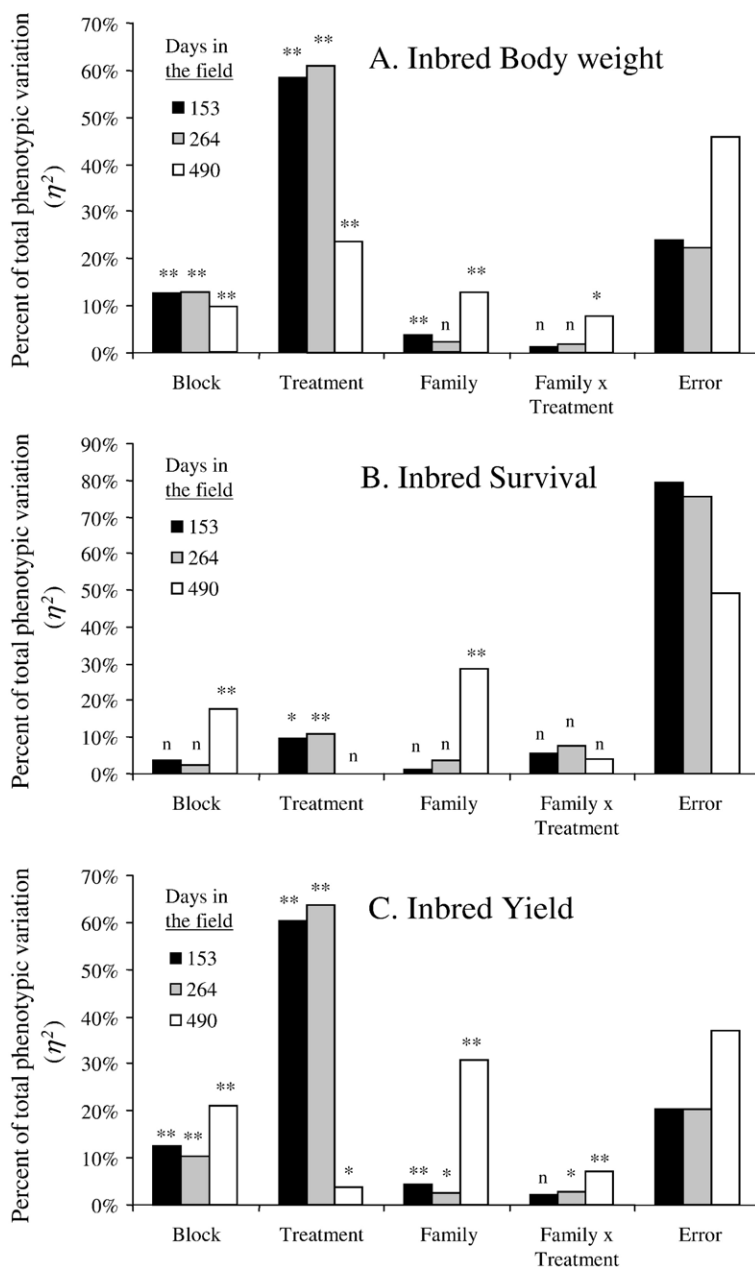 A. Inbred Body weight
Percent of total phenotypic variation
(η²)
70%
60%
50%
40%
30%
20%
10%
0%
Days in
the field
153
264
490
** ** **
** ** **
** n **
n n *
Block Treatment Family Family x Error
Treatment
B. Inbred Survival
Percent of total phenotypic variation
(η²)
90%
80%
70%
60%
50%
40%
30%
20%
10%
0%
Days in
the field
153
264
490
n n **
* ** n
n n **
n n n
Block Treatment Family Family x Error
Treatment
C. Inbred Yield
Percent of total phenotypic variation
(η²)
70%
60%
50%
40%
30%
20%
10%
0%
Days in
the field
153
264
490
** ** **
** ** *
** * **
n * **
Block Treatment Family Family x Error
Treatment